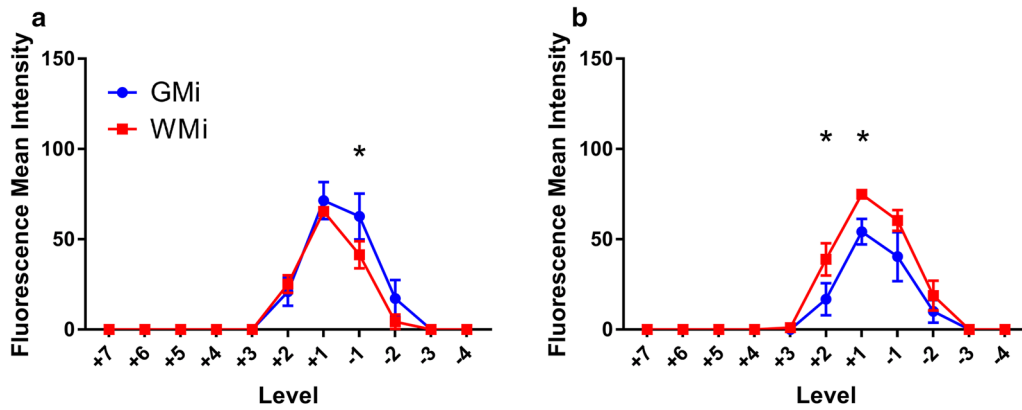 a
Fluorescence Mean Intensity
150
100
50
0
GMi
WMi
*
+7 +6 +5 +4 +3 +2 +1 -1 -2 -3 -4
Level
b
Fluorescence Mean Intensity
150
100
50
0
* *
+7 +6 +5 +4 +3 +2 +1 -1 -2 -3 -4
Level